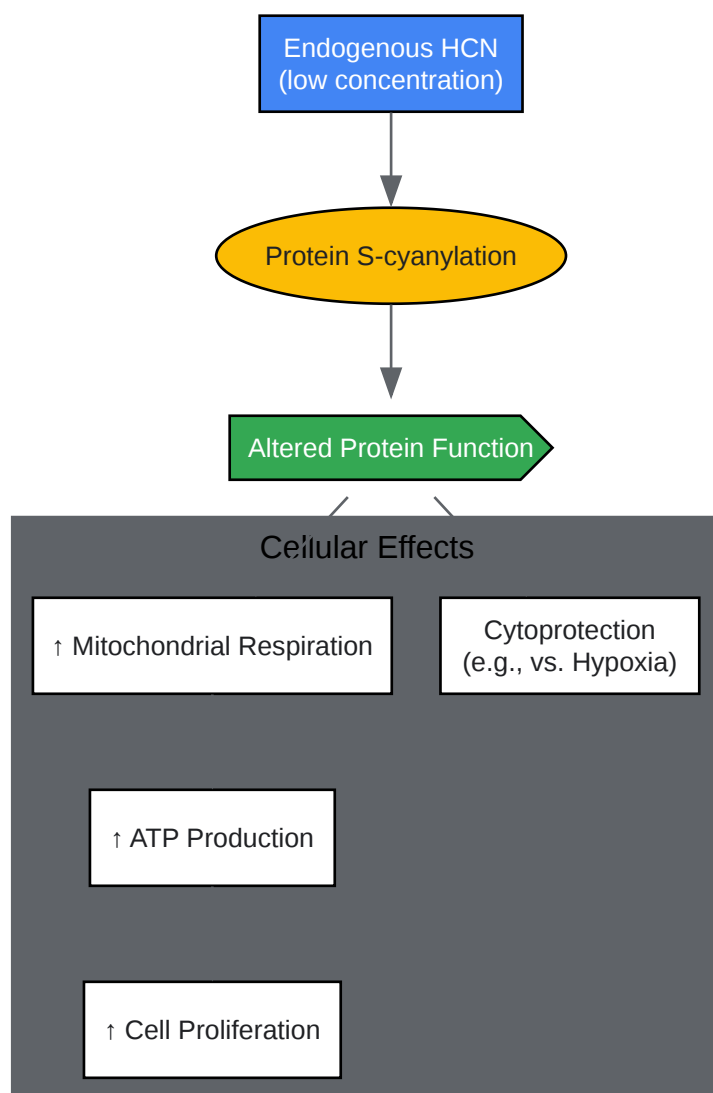 Endogenous HCN
(low concentration)
Protein S-cyanylation
Altered Protein Function
Cellular Effects
↑ Mitochondrial Respiration
Cytoprotection
(e.g., vs. Hypoxia)
↑ ATP Production
↑ Cell Proliferation